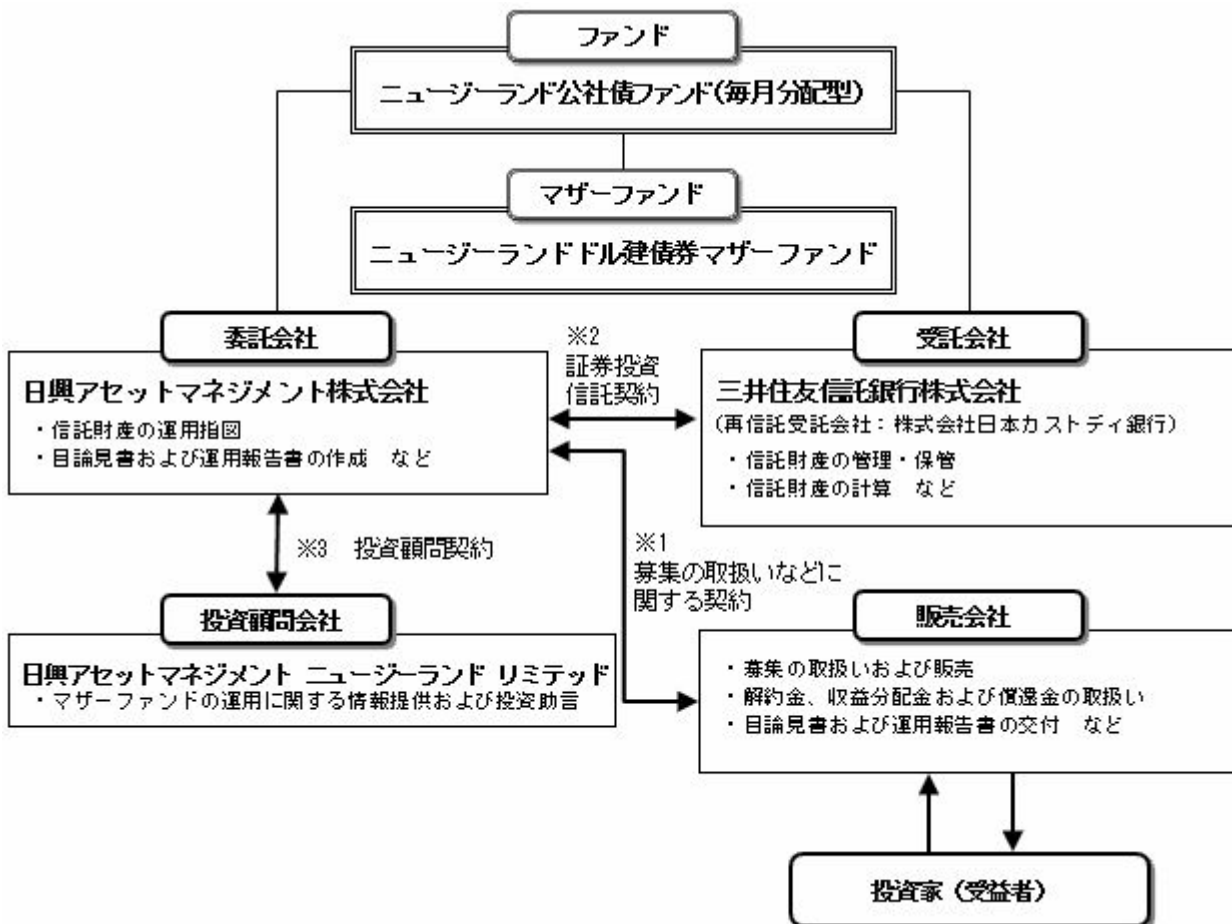 ファンド
ニュージーランド公社債ファンド(毎月分配型)
マザーファンド
ニュージーランドドル建債券マザーファンド
委託会社
日興アセットマネジメント株式会社
・信託財産の運用指図
・目論見書および運用報告書の作成 など
※2
証券投資
信託契約
受託会社
三井住友信託銀行株式会社
(再信託受託会社:株式会社日本カストディ銀行)
・信託財産の管理・保管
・信託財産の計算 など
※3 投資顧問契約
※1
募集の取扱いなどに
関する契約
投資顧問会社
日興アセットマネジメント ニュージーランド リミテッド
・マザーファンドの運用に関する情報提供および投資助言
販売会社
・募集の取扱いおよび販売
・解約金、収益分配金および償還金の取扱い
・目論見書および運用報告書の交付 など
投資家(受益者)